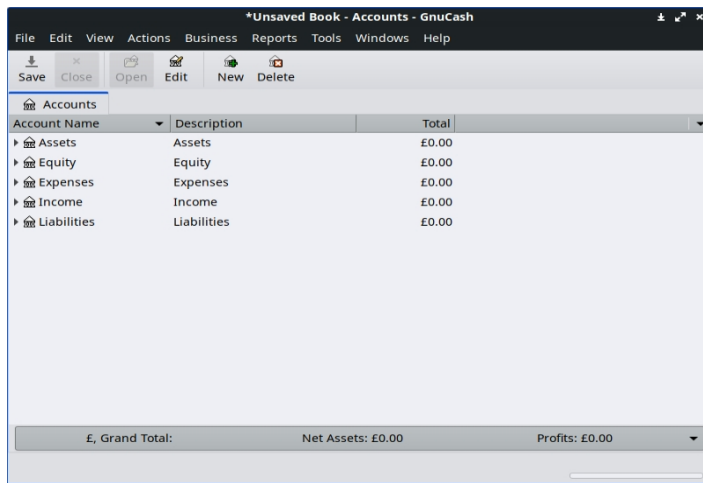 *Unsaved Book - Accounts - GnuCash
File Edit View Actions Business Reports Tools Windows Help
Save Close Open Edit New Delete
Accounts
Account Name Description Total
Assets Assets £0.00
Equity Equity £0.00
Expenses Expenses £0.00
Income Income £0.00
Liabilities Liabilities £0.00
£, Grand Total: Net Assets: £0.00 Profits: £0.00